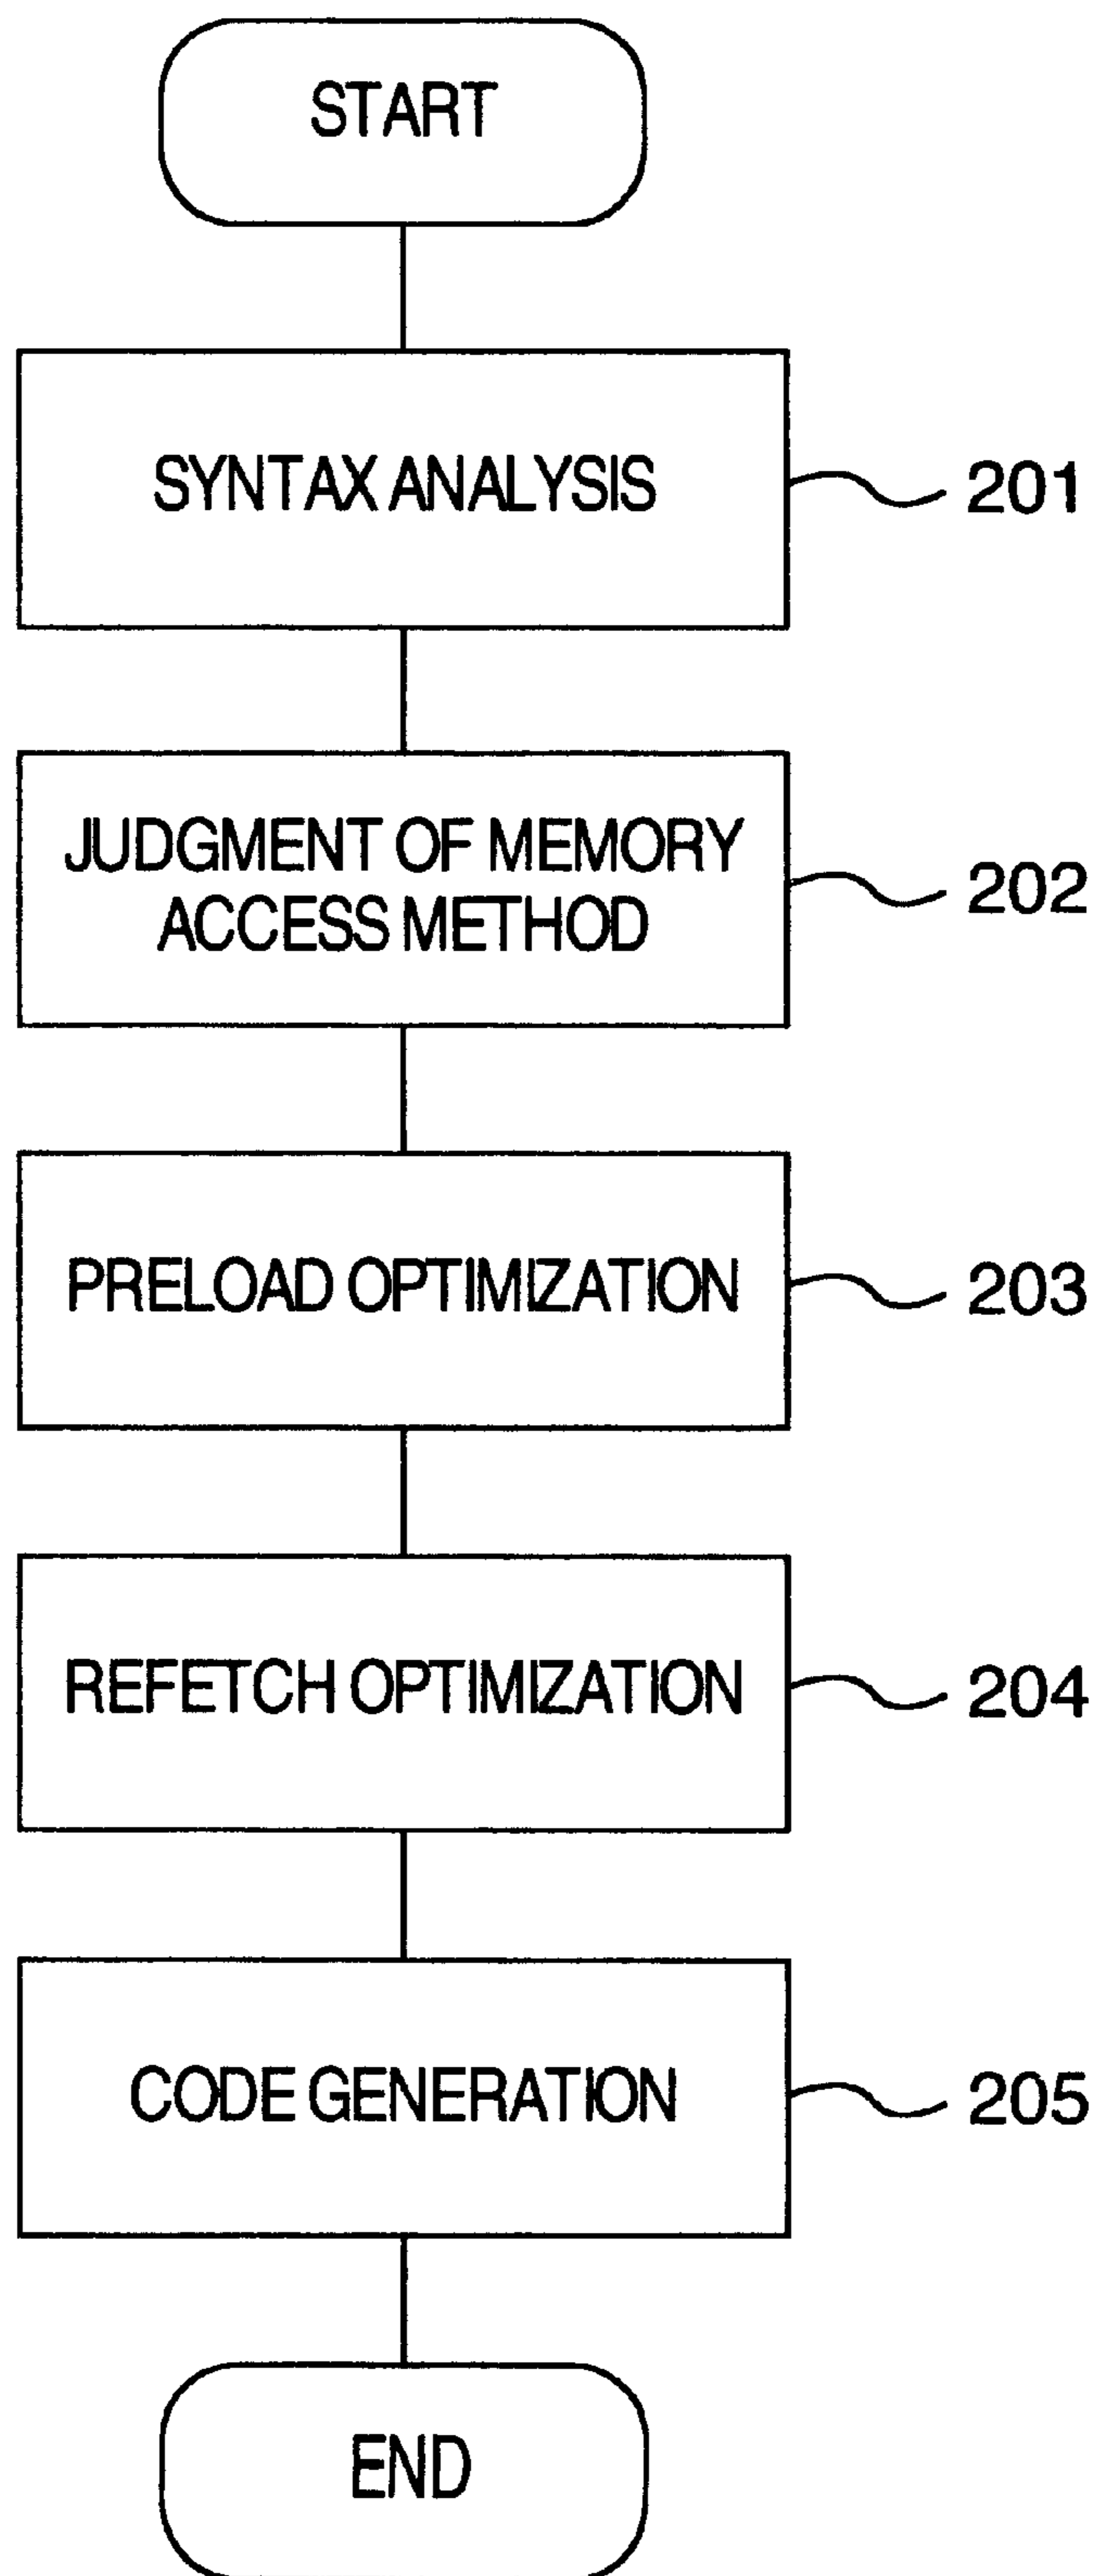 START
SYNTAX ANALYSIS
201
JUDGMENT OF MEMORY
ACCESS METHOD
202
PRELOAD OPTIMIZATION
203
REFETCH OPTIMIZATION
204
CODE GENERATION
205
END